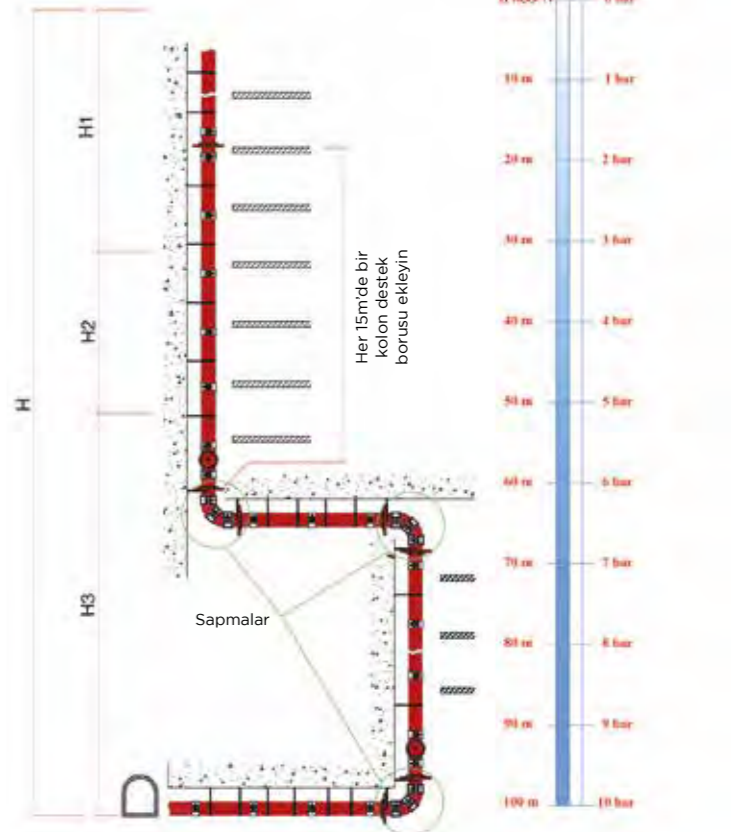 H
H1
H2
H3
Her 15m'de bir
kolon destek
borusu ekleyin
Sapmalar
10 m 1 bar
20 m 2 bar
30 m 3 bar
40 m 4 bar
50 m 5 bar
60 m 6 bar
70 m 7 bar
80 m 8 bar
90 m 9 bar
100 m 10 bar